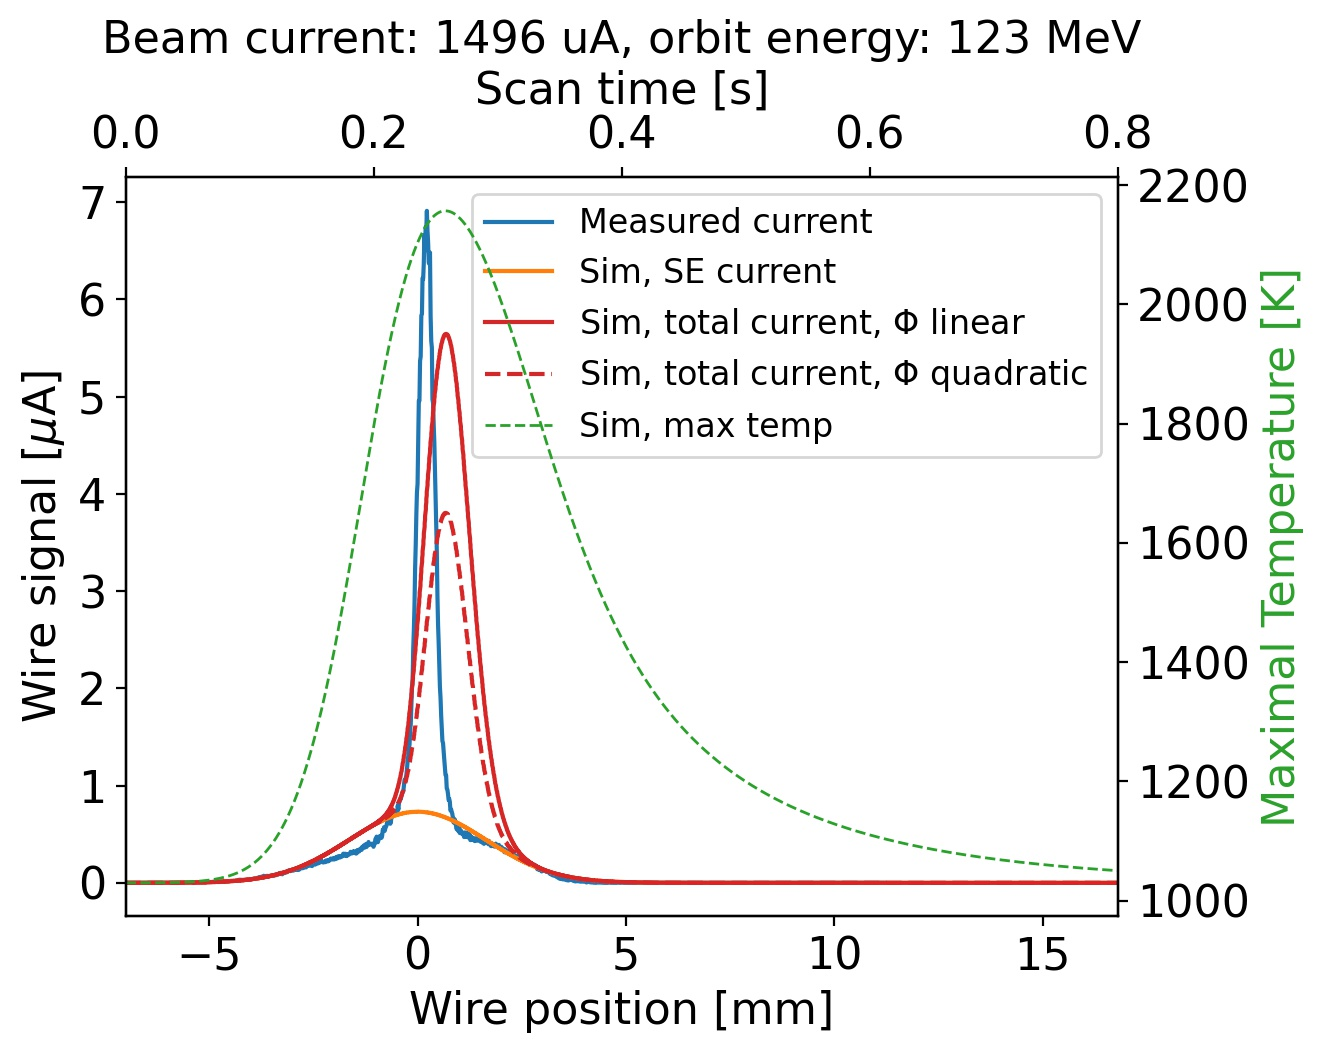 Beam current: 1496 uA, orbit energy: 123 MeV
Scan time [s]
0.0 0.2 0.4 0.6 0.8
7
6
5
4
3
2
1
0
Wire signal [μA]
Measured current
Sim, SE current
Sim, total current, Φ linear
Sim, total current, Φ quadratic
Sim, max temp
2200
2000
1800
1600
1400
1200
1000
Maximal Temperature [K]
−5 0 5 10 15
Wire position [mm]